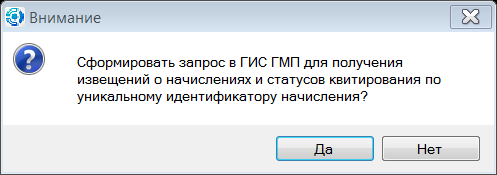 Внимание
Сформировать запрос в ГИС ГМП для получения
извещений о начислениях и статусов квитирования по
уникальному идентификатору начисления?
Да
Нет